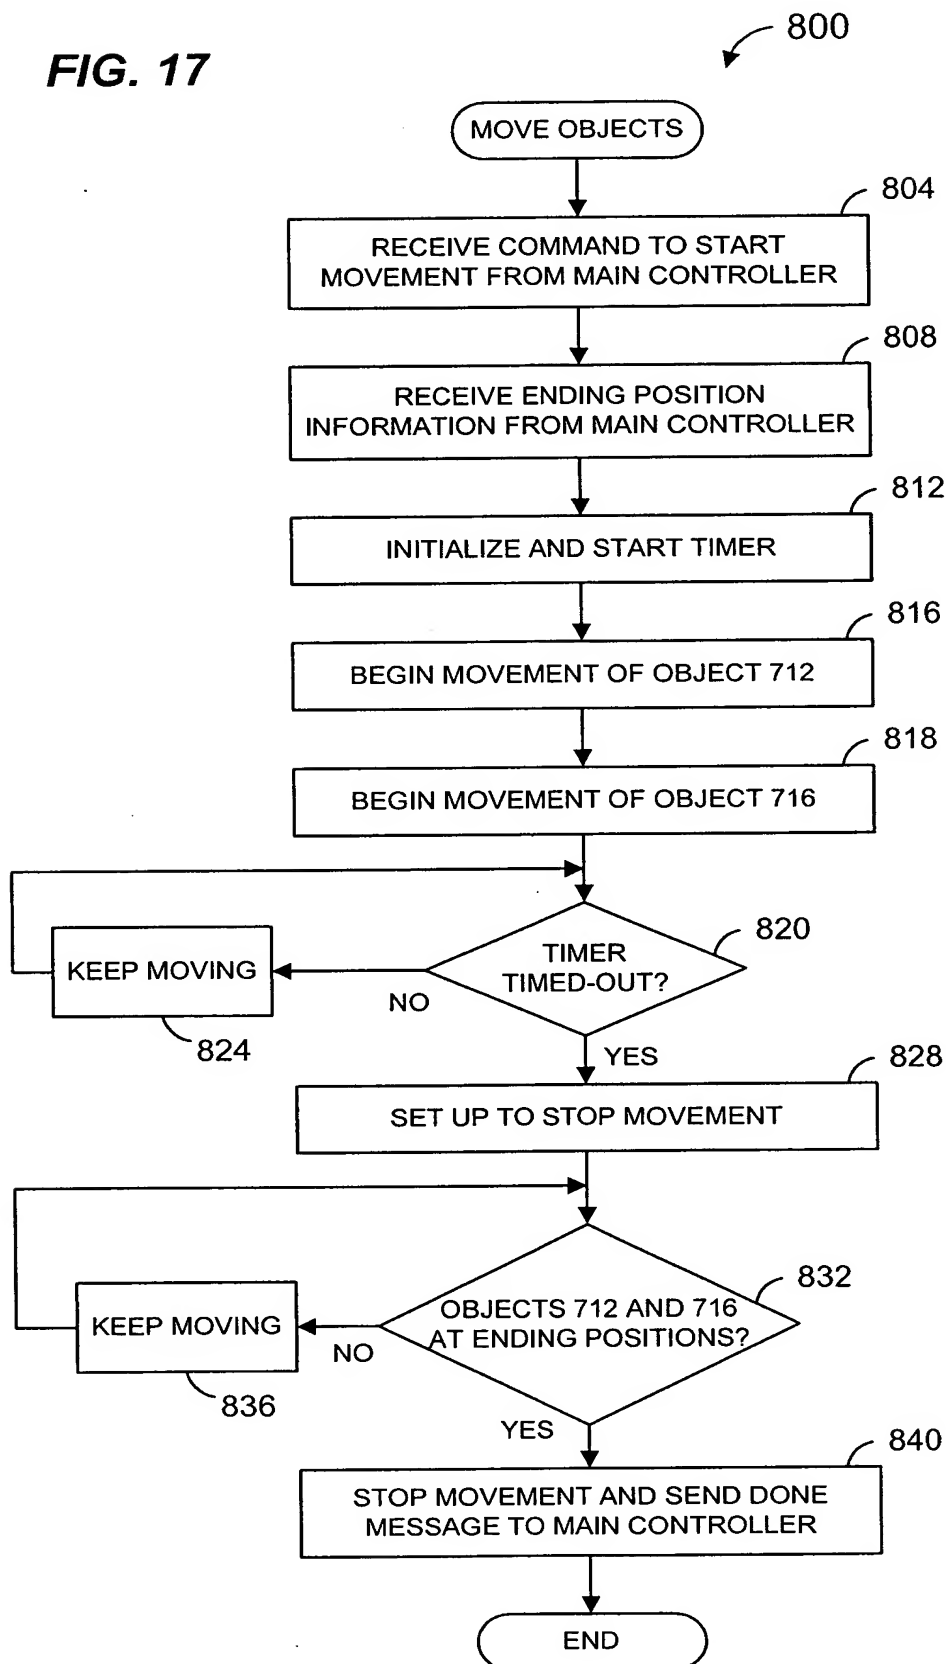 FIG. 17
800
MOVE OBJECTS
804
RECEIVE COMMAND TO START
MOVEMENT FROM MAIN CONTROLLER
808
RECEIVE ENDING POSITION
INFORMATION FROM MAIN CONTROLLER
812
INITIALIZE AND START TIMER
816
BEGIN MOVEMENT OF OBJECT 712
818
BEGIN MOVEMENT OF OBJECT 716
820
TIMER
TIMED-OUT?
KEEP MOVING
NO
824
YES
828
SET UP TO STOP MOVEMENT
832
OBJECTS 712 AND 716
AT ENDING POSITIONS?
KEEP MOVING
NO
836
YES
840
STOP MOVEMENT AND SEND DONE
MESSAGE TO MAIN CONTROLLER
END